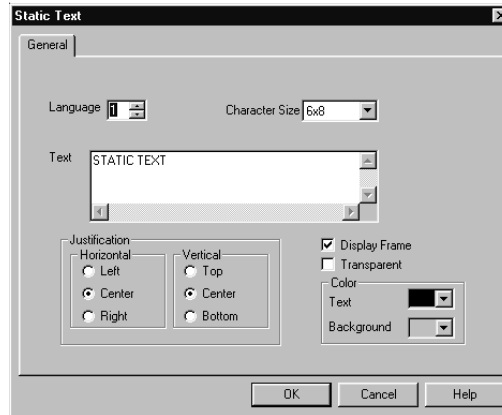 Static Text
General
Language 1
Character Size 6x8
Text
STATIC TEXT
Justification
Horizontal
Left
Center
Right
Vertical
Top
Center
Bottom
Display Frame
Transparent
Color
Text
Background
OK Cancel Help